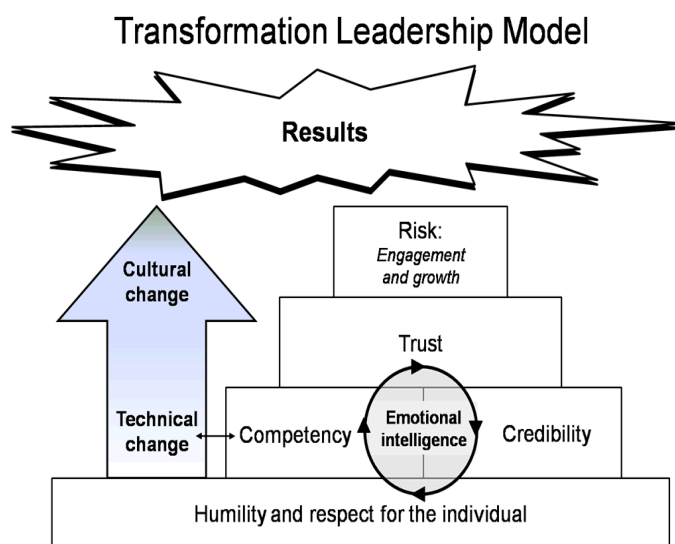 Transformation Leadership Model
Results
Risk:
Engagement
and growth
Cultural
change
Trust
Technical
change
Competency
Emotional
intelligence
Credibility
Humility and respect for the individual